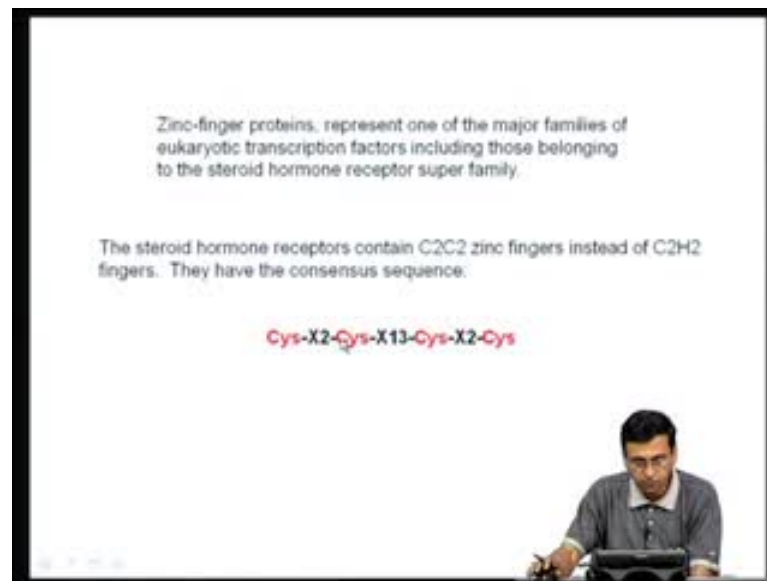 Zinc-finger proteins, represent one of the major families of
eukaryotic transcription factors including those belonging
to the steroid hormone receptor super family.
The steroid hormone receptors contain C2C2 zinc fingers instead of C2H2
fingers. They have the consensus sequence:
Cys-X2-Cys-X13-Cys-X2-Cys